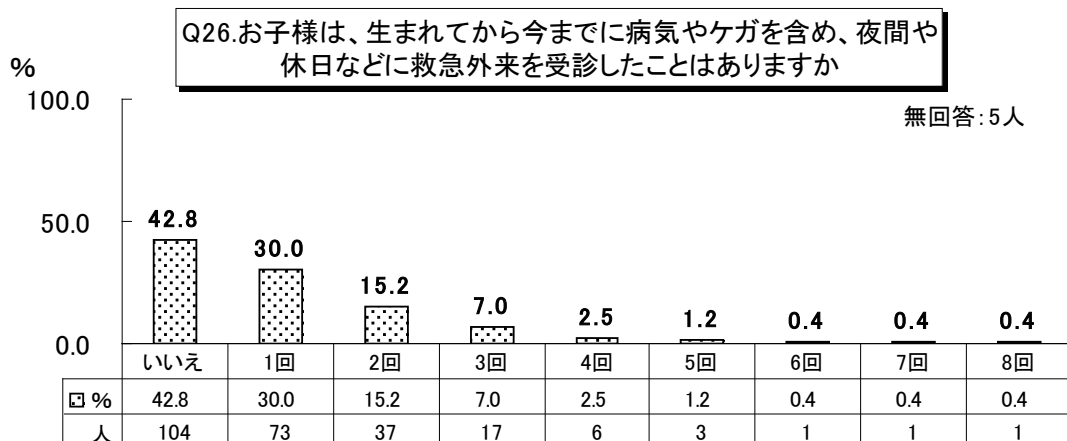 Q26.お子様は、生まれてから今までに病気やケガを含め、夜間や
休日などに救急外来を受診したことはありますか
%
無回答:5人
100.0
50.0
0.0
42.8 30.0 15.2 7.0 2.5 1.2 0.4 0.4 0.4
いいえ 1回 2回 3回 4回 5回 6回 7回 8回
% 42.8 30.0 15.2 7.0 2.5 1.2 0.4 0.4 0.4
人 104 73 37 17 6 3 1 1 1